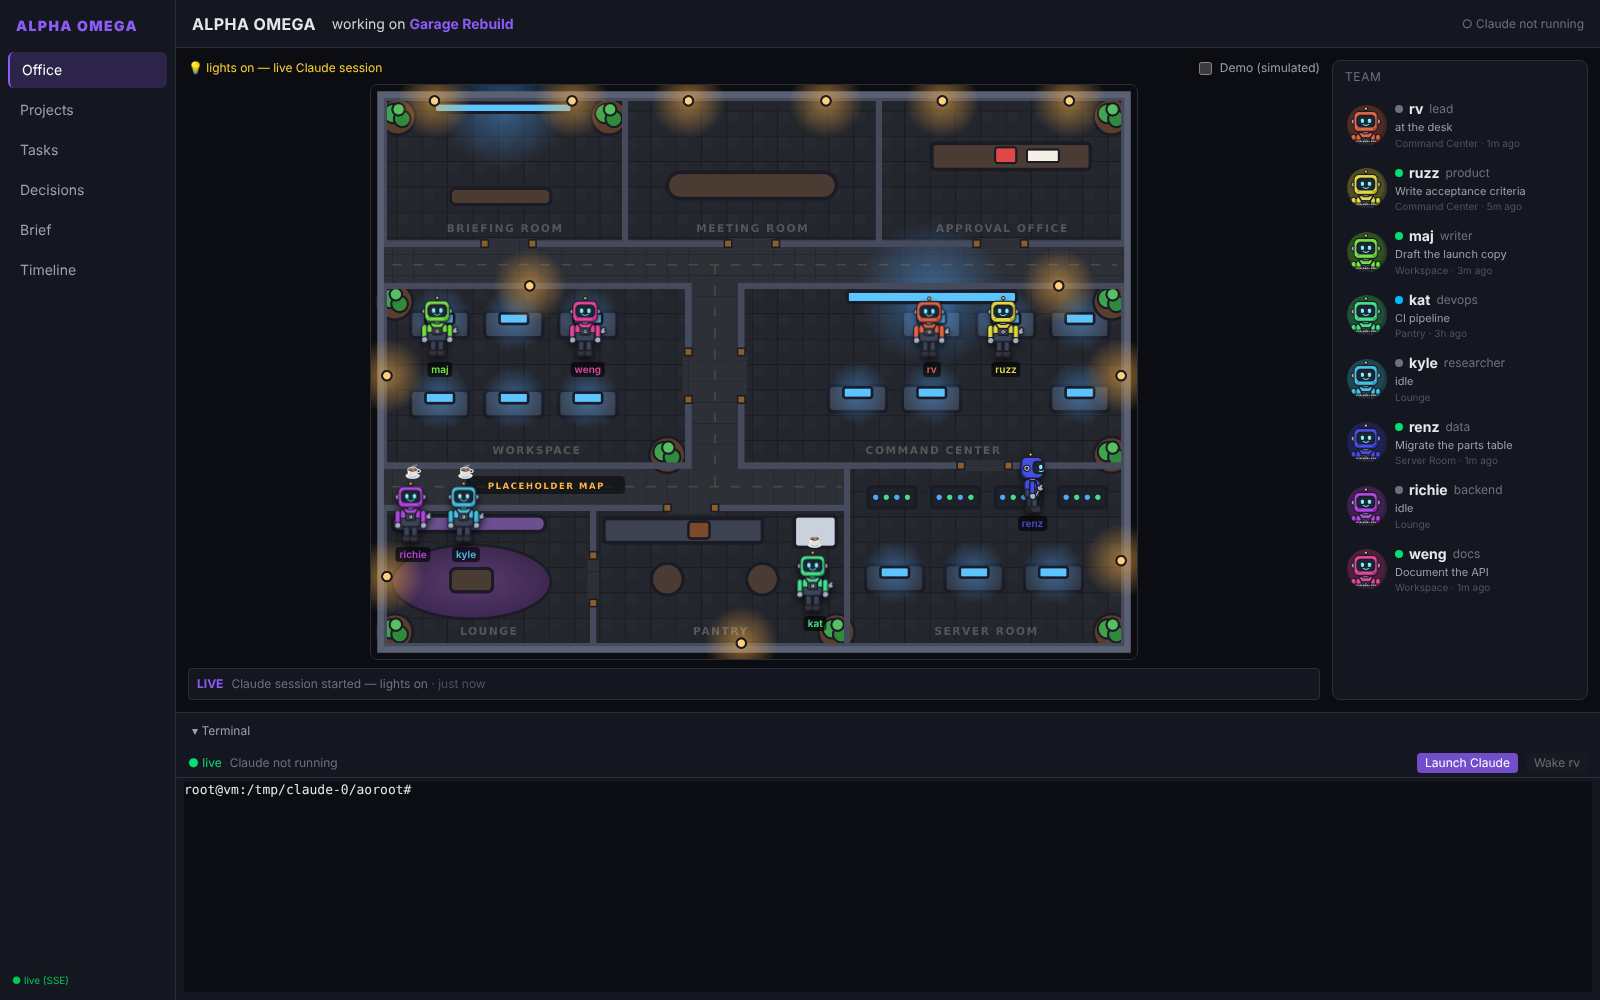 ALPHA OMEGA
Office
Projects
Tasks
Decisions
Brief
Timeline
live (SSE)
ALPHA OMEGA working on Garage Rebuild
Claude not running
lights on — live Claude session
Demo (simulated)
BRIEFING ROOM
MEETING ROOM
APPROVAL OFFICE
maj
weng
rv
ruzz
WORKSPACE
COMMAND CENTER
PLACEHOLDER MAP
renz
richie
kyle
kat
LOUNGE
PANTRY
SERVER ROOM
LIVE Claude session started — lights on · just now
TEAM
rv lead
at the desk
Command Center · 1m ago
ruzz product
Write acceptance criteria
Command Center · 5m ago
maj writer
Draft the launch copy
Workspace · 3m ago
kat devops
CI pipeline
Pantry · 3h ago
kyle researcher
idle
Lounge
renz data
Migrate the parts table
Server Room · 1m ago
richie backend
idle
Lounge
weng docs
Document the API
Workspace · 1m ago
▾ Terminal
live Claude not running
Launch Claude
Wake rv
root@vm:/tmp/claude-0/aoroot#